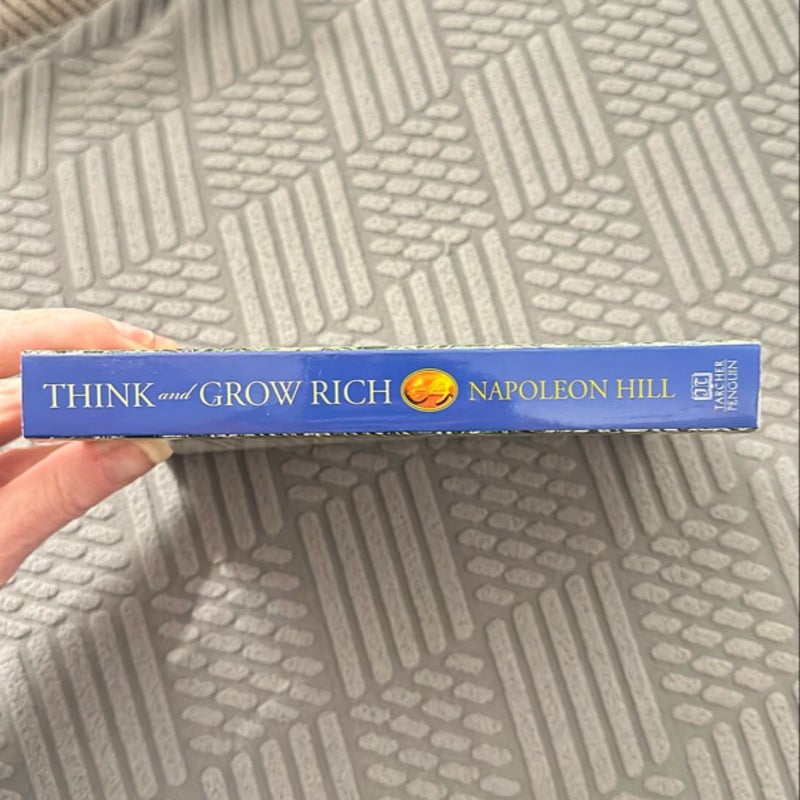 THINK and GROW RICH NAPOLEON HILL
TARCHER
PENGUIN